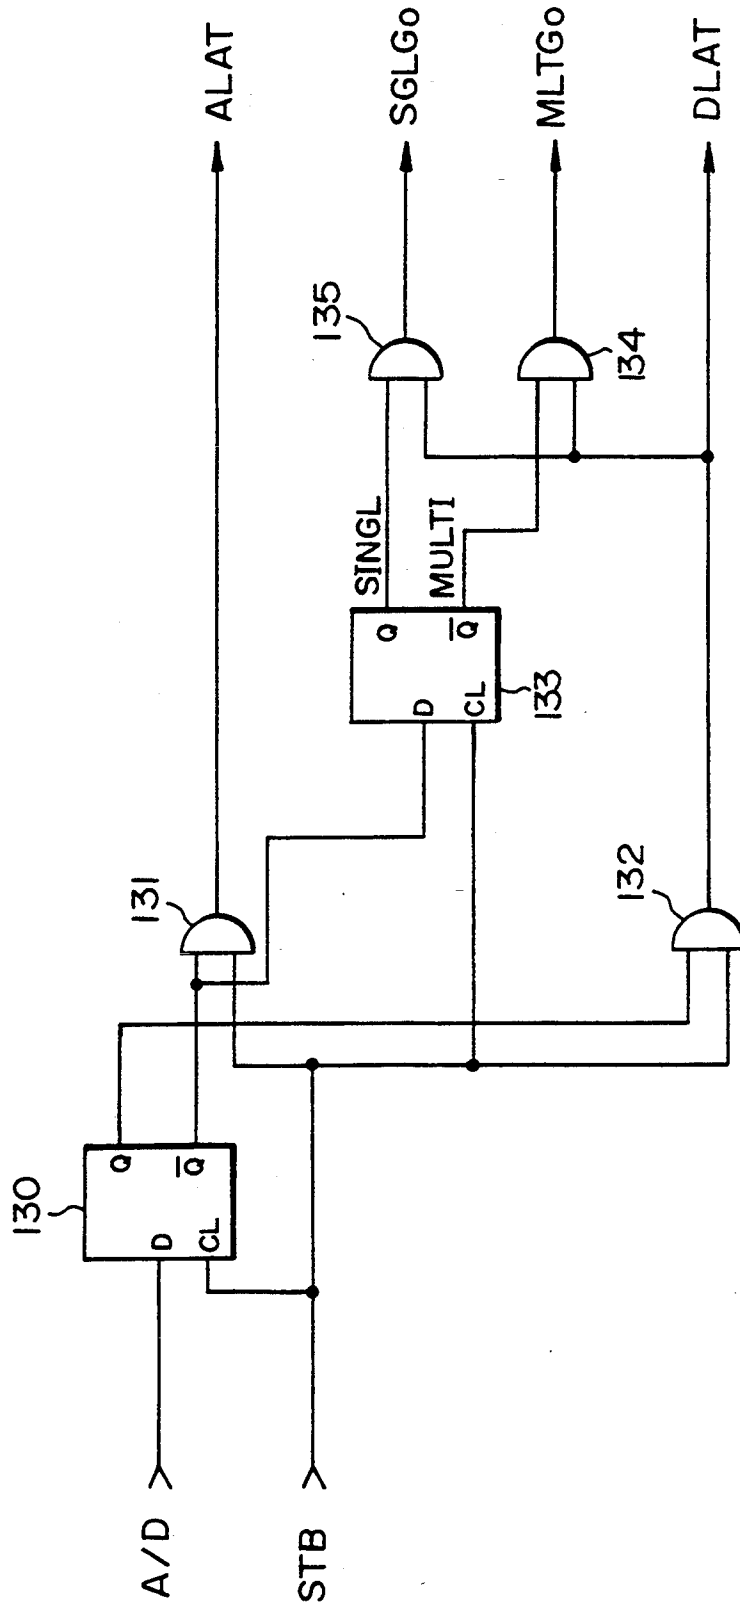 A/D
STB
130
D
CL
Q
Q
131
ALAT
132
DLAT
133
D
CL
Q
Q
SINGL
MULTI
135
SGLGo
134
MLTGo